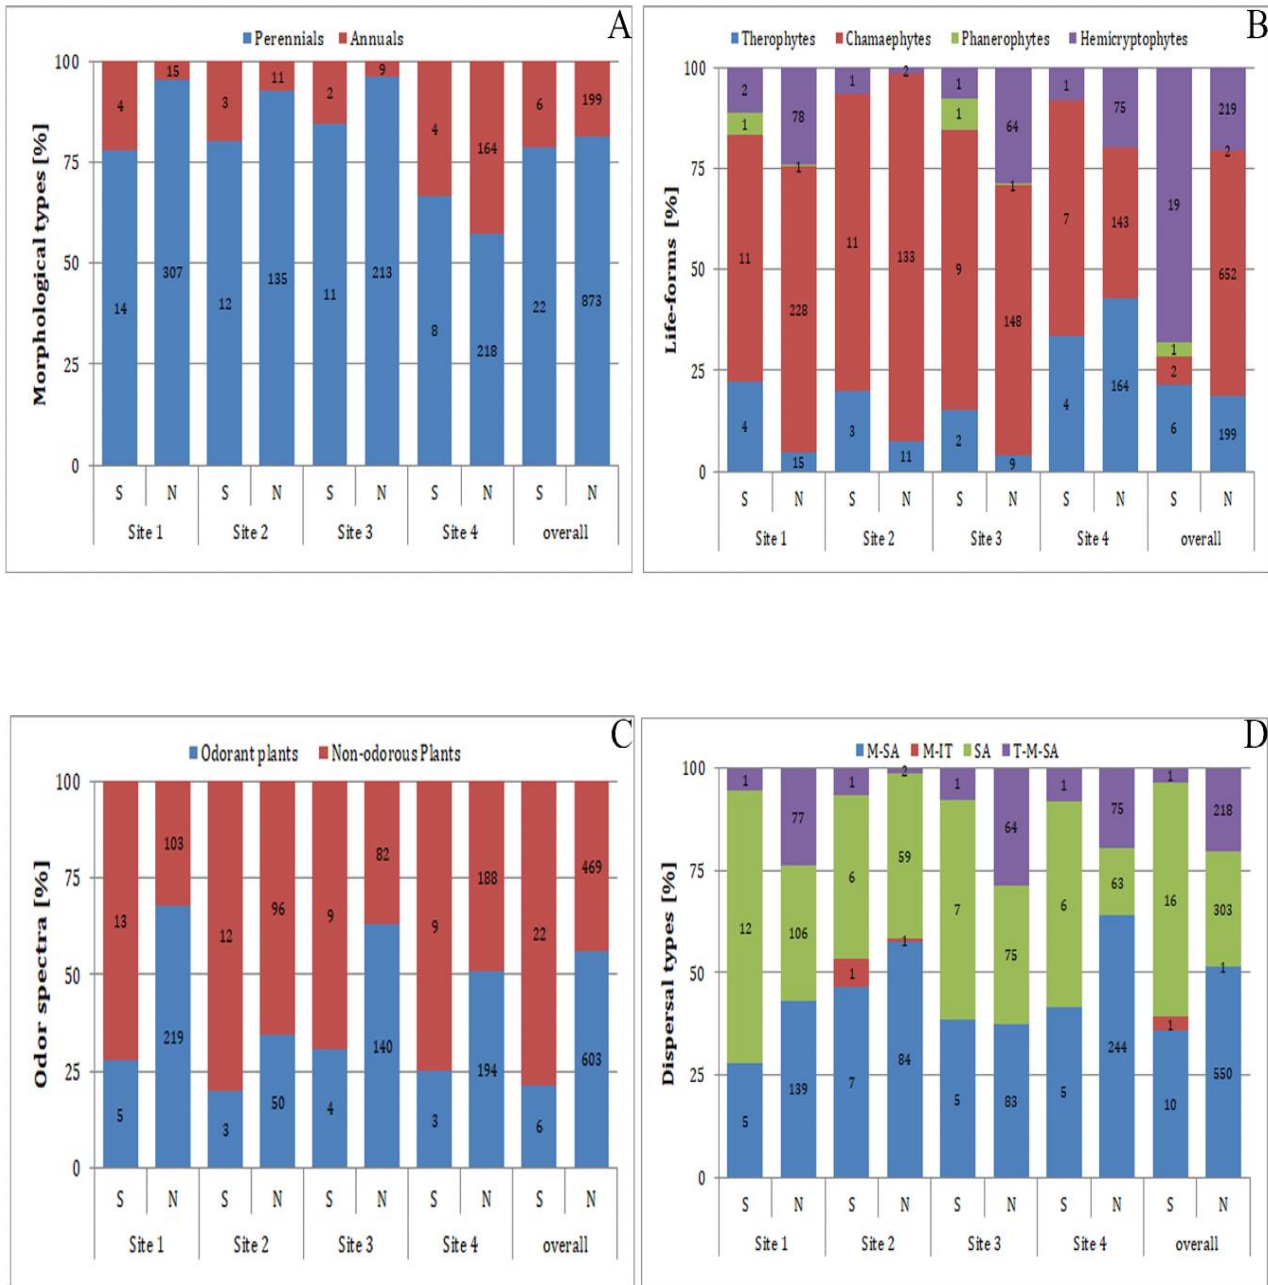 A
Perennials Annuals
Morphological types [%]
100
75
50
25
0
4 15 3 11 2 9 4 164 6 199
14 307 12 135 11 213 8 218 22 873
S N S N S N S N S N
Site 1 Site 2 Site 3 Site 4 overall
B
Therophytes Chamaephytes Phanerophytes Hemicryptophytes
Life-forms [%]
100
75
50
25
0
2 78 1 2 1 64 1 75 19 219
1 1 1 1 1 2
11 228 11 133 9 148 7 143 2 652
4 15 3 11 2 9 4 164 6 199
S N S N S N S N S N
Site 1 Site 2 Site 3 Site 4 overall
C
Odorant plants Non-odorous Plants
Odor spectra [%]
100
75
50
25
0
13 103 12 96 9 82 9 188 22 469
5 219 3 50 4 140 3 194 6 603
S N S N S N S N S N
Site 1 Site 2 Site 3 Site 4 overall
D
M-SA M-IT SA T-M-SA
Dispersal types [%]
100
75
50
25
0
1 77 1 2 1 64 1 75 1 218
12 106 6 59 7 75 6 63 16 303
1 1 1 1
5 139 7 84 5 83 5 244 10 550
S N S N S N S N S N
Site 1 Site 2 Site 3 Site 4 overall